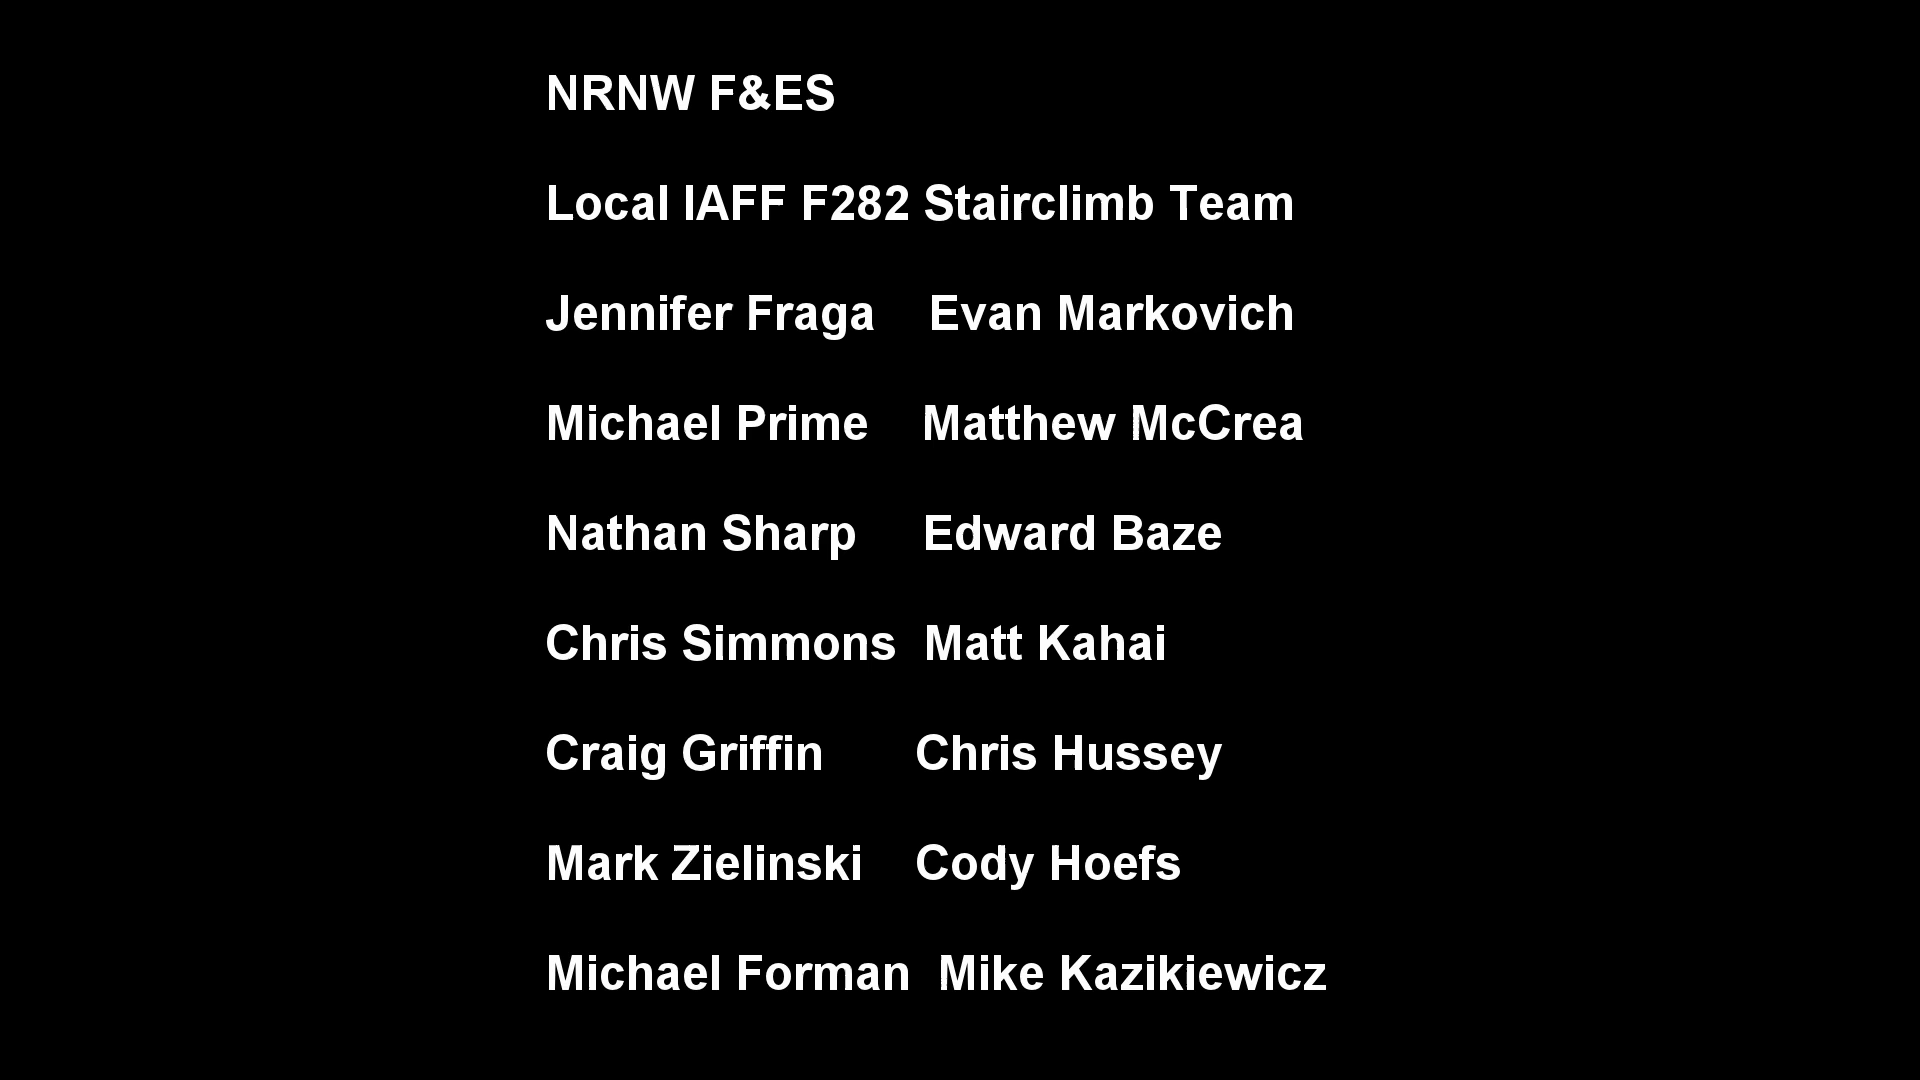 NRNW F&ES
Local IAFF F282 Stairclimb Team
Jennifer Fraga    Evan Markovich
Michael Prime    Matthew McCrea
Nathan Sharp     Edward Baze
Chris Simmons  Matt Kahai
Craig Griffin       Chris Hussey
Mark Zielinski    Cody Hoefs
Michael Forman  Mike Kazikiewicz